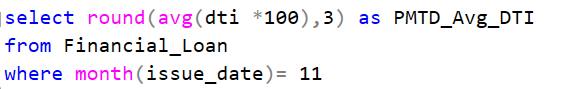 select round(avg(dti *100),3) as PMTD_Avg_DTI
from Financial_Loan
where month(issue_date)= 11